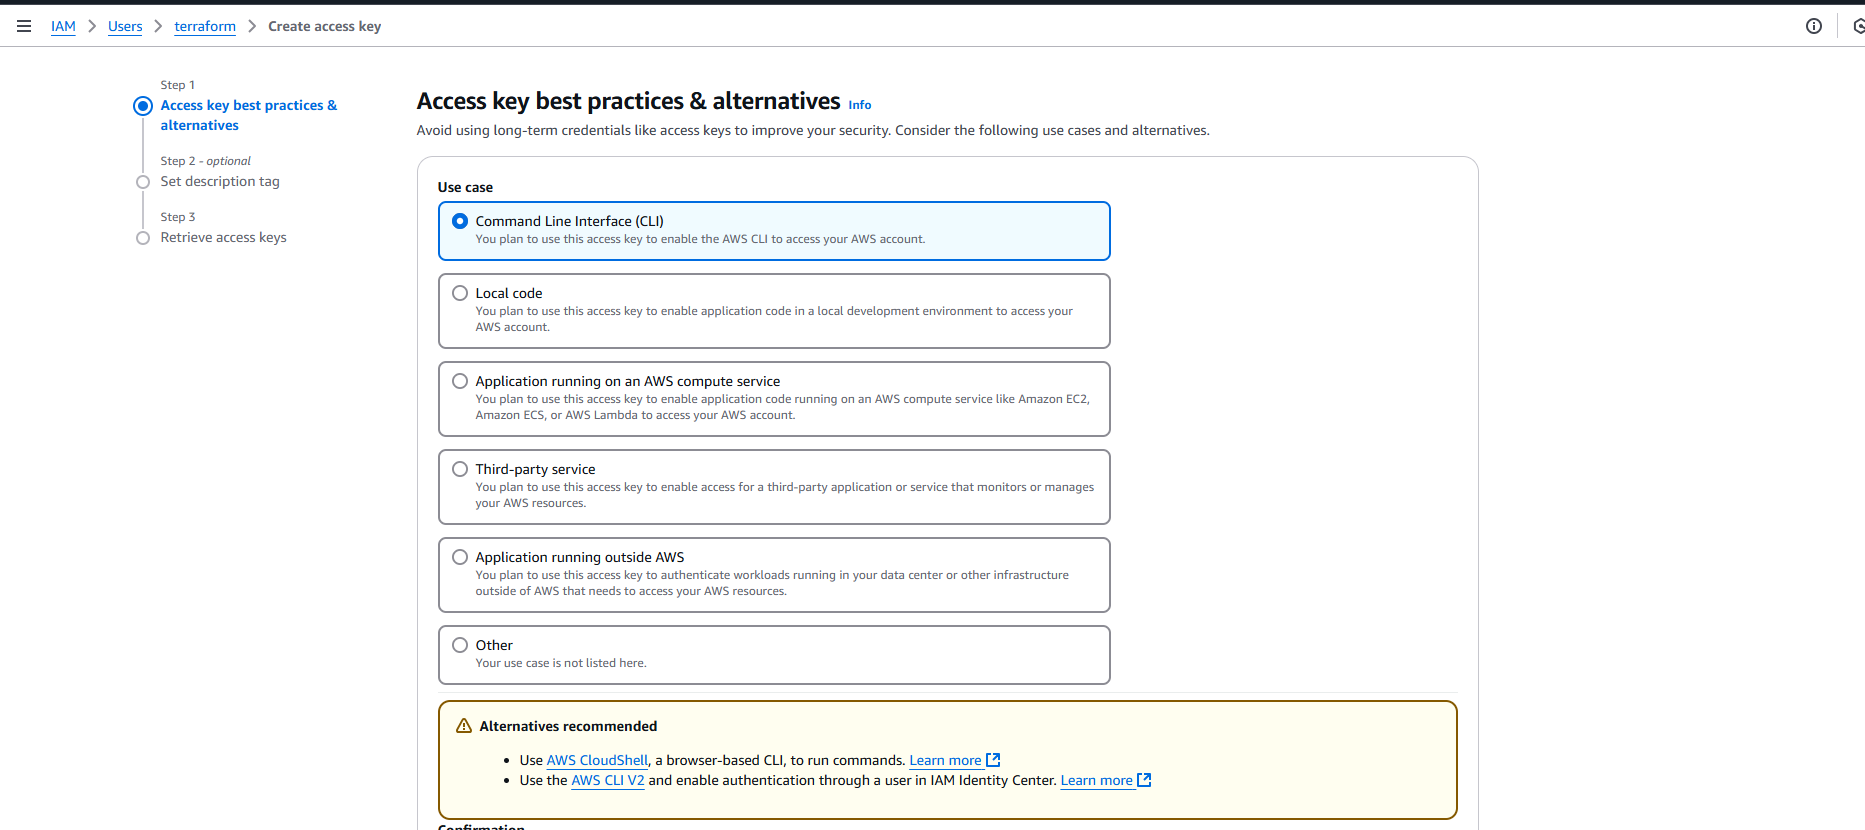 IAM > Users > terraform > Create access key
Step 1
Access key best practices &
alternatives
Step 2 - optional
Set description tag
Step 3
Retrieve access keys
Access key best practices & alternatives Info
Avoid using long-term credentials like access keys to improve your security. Consider the following use cases and alternatives.
Use case
Command Line Interface (CLI)
You plan to use this access key to enable the AWS CLI to access your AWS account.
Local code
You plan to use this access key to enable application code in a local development environment to access your
AWS account.
Application running on an AWS compute service
You plan to use this access key to enable application code running on an AWS compute service like Amazon EC2,
Amazon ECS, or AWS Lambda to access your AWS account.
Third-party service
You plan to use this access key to enable access for a third-party application or service that monitors or manages
your AWS resources.
Application running outside AWS
You plan to use this access key to authenticate workloads running in your data center or other infrastructure
outside of AWS that needs to access your AWS resources.
Other
Your use case is not listed here.
Alternatives recommended
• Use AWS CloudShell, a browser-based CLI, to run commands. Learn more
• Use the AWS CLI V2 and enable authentication through a user in IAM Identity Center. Learn more
Confirmation